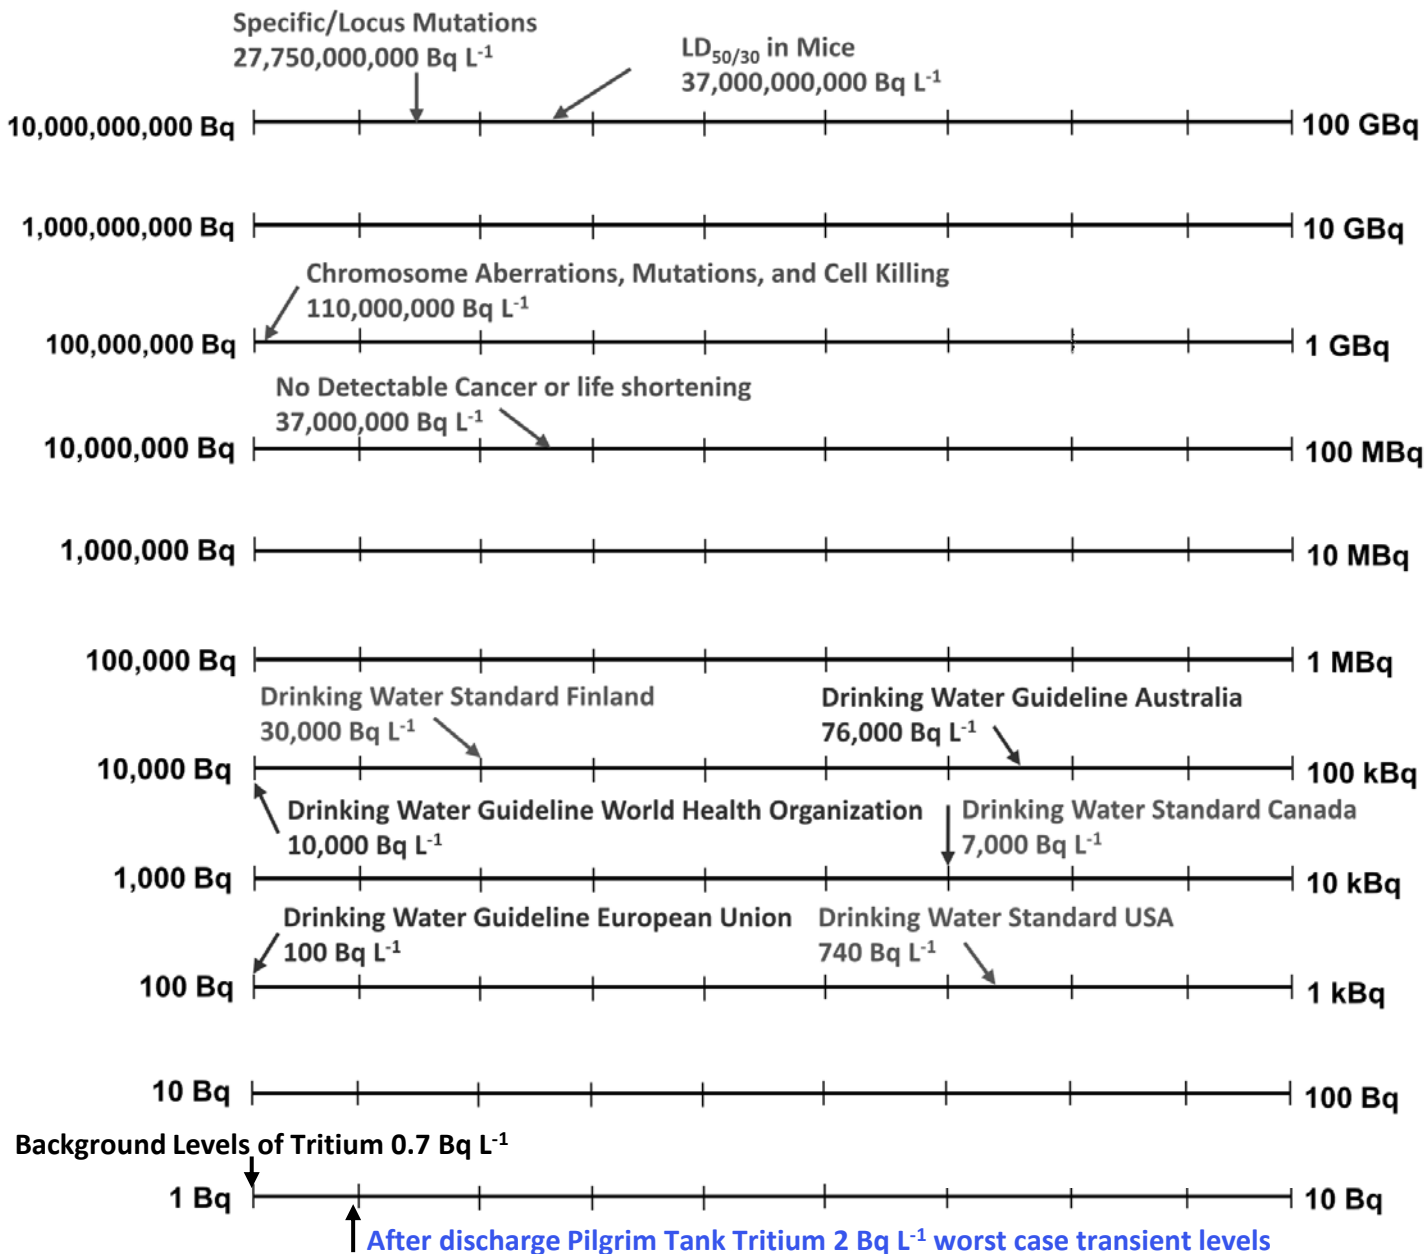 Specific/Locus Mutations
27,750,000,000 Bq L⁻¹
LD₅₀/₃₀ in Mice
37,000,000,000 Bq L⁻¹
10,000,000,000 Bq
100 GBq
1,000,000,000 Bq
10 GBq
Chromosome Aberrations, Mutations, and Cell Killing
110,000,000 Bq L⁻¹
100,000,000 Bq
1 GBq
No Detectable Cancer or life shortening
37,000,000 Bq L⁻¹
10,000,000 Bq
100 MBq
1,000,000 Bq
10 MBq
100,000 Bq
1 MBq
Drinking Water Standard Finland
30,000 Bq L⁻¹
Drinking Water Guideline Australia
76,000 Bq L⁻¹
10,000 Bq
100 kBq
Drinking Water Guideline World Health Organization
10,000 Bq L⁻¹
Drinking Water Standard Canada
7,000 Bq L⁻¹
1,000 Bq
10 kBq
Drinking Water Guideline European Union
100 Bq L⁻¹
Drinking Water Standard USA
740 Bq L⁻¹
100 Bq
1 kBq
10 Bq
100 Bq
Background Levels of Tritium 0.7 Bq L⁻¹
1 Bq
10 Bq
After discharge Pilgrim Tank Tritium 2 Bq L⁻¹ worst case transient levels